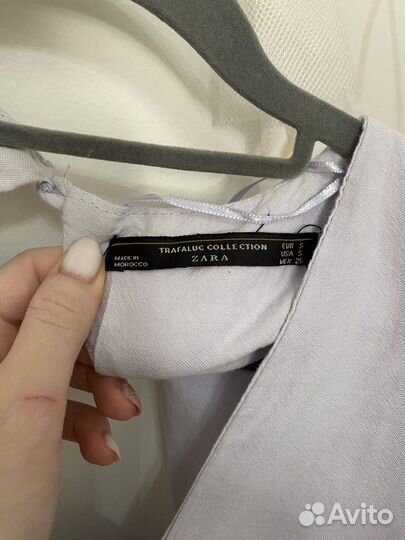 TRAFALUC COLLECTION
ZARA
MADE IN
MOROCCO
EUR S
USA S
MEX 26
Avito